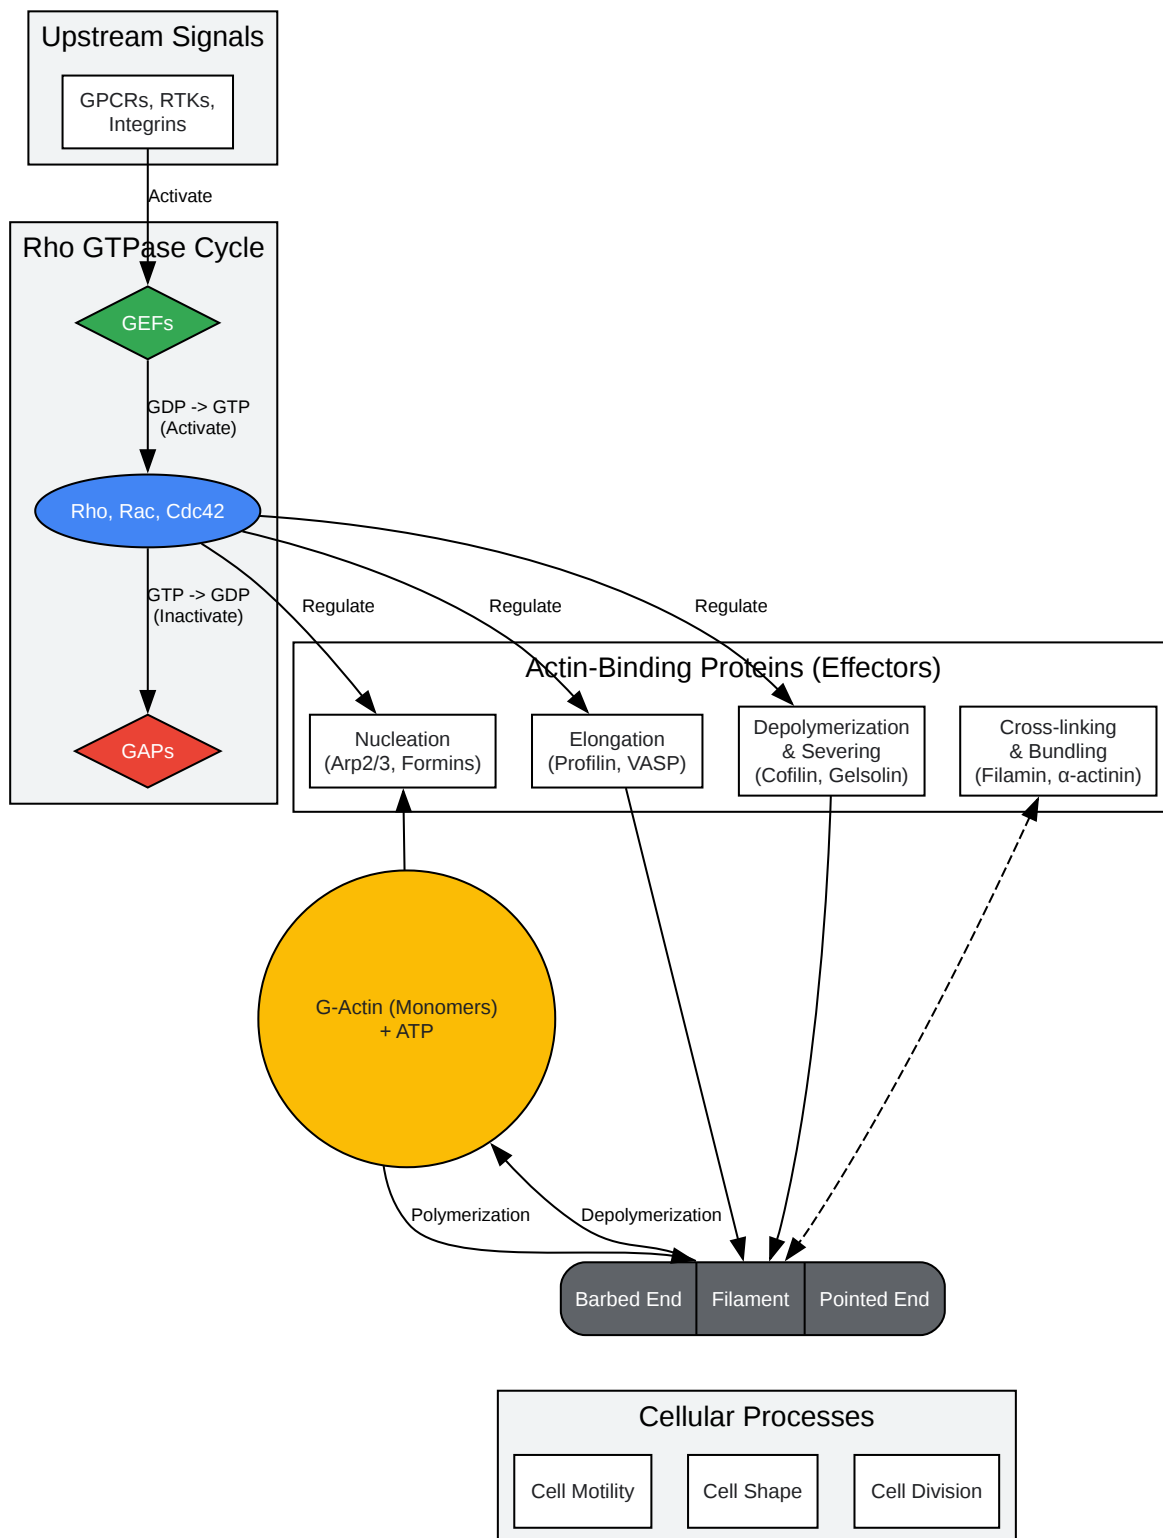 Upstream Signals
GPCRs, RTKs,
Integrins
Activate
Rho GTPase Cycle
GEFs
GDP -> GTP
(Activate)
Rho, Rac, Cdc42
GTP -> GDP
(Inactivate)
Regulate
Regulate
Regulate
GAPs
Actin-Binding Proteins (Effectors)
Nucleation
(Arp2/3, Formins)
Elongation
(Profilin, VASP)
Depolymerization
& Severing
(Cofilin, Gelsolin)
Cross-linking
& Bundling
(Filamin, α-actinin)
G-Actin (Monomers)
+ ATP
Polymerization
Depolymerization
Barbed End
Filament
Pointed End
Cellular Processes
Cell Motility
Cell Shape
Cell Division